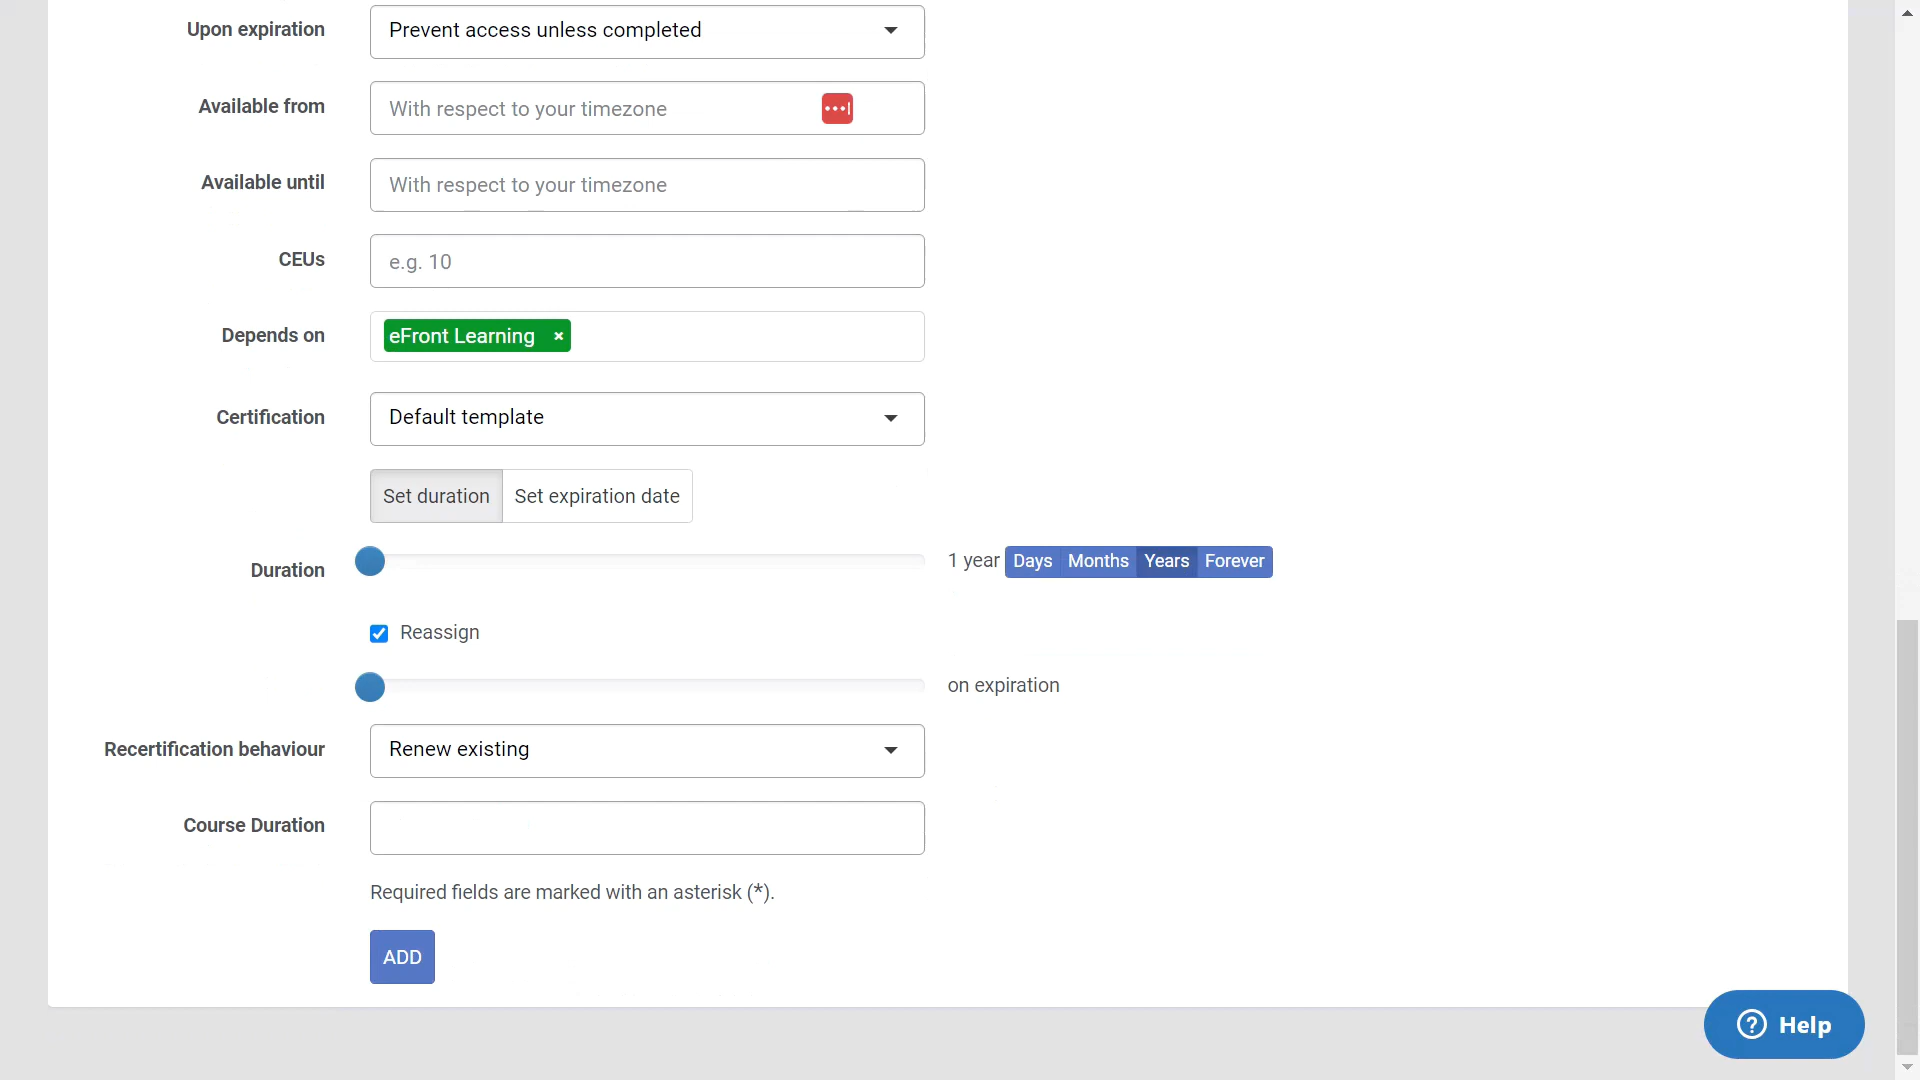 Upon expiration
Prevent access unless completed
Available from
With respect to your timezone
Available until
With respect to your timezone
CEUs
e.g. 10
Depends on
eFront Learning ×
Certification
Default template
Set duration Set expiration date
Duration
1 year Days Months Years Forever
Reassign
on expiration
Recertification behaviour
Renew existing
Course Duration
Required fields are marked with an asterisk (*).
ADD
Help